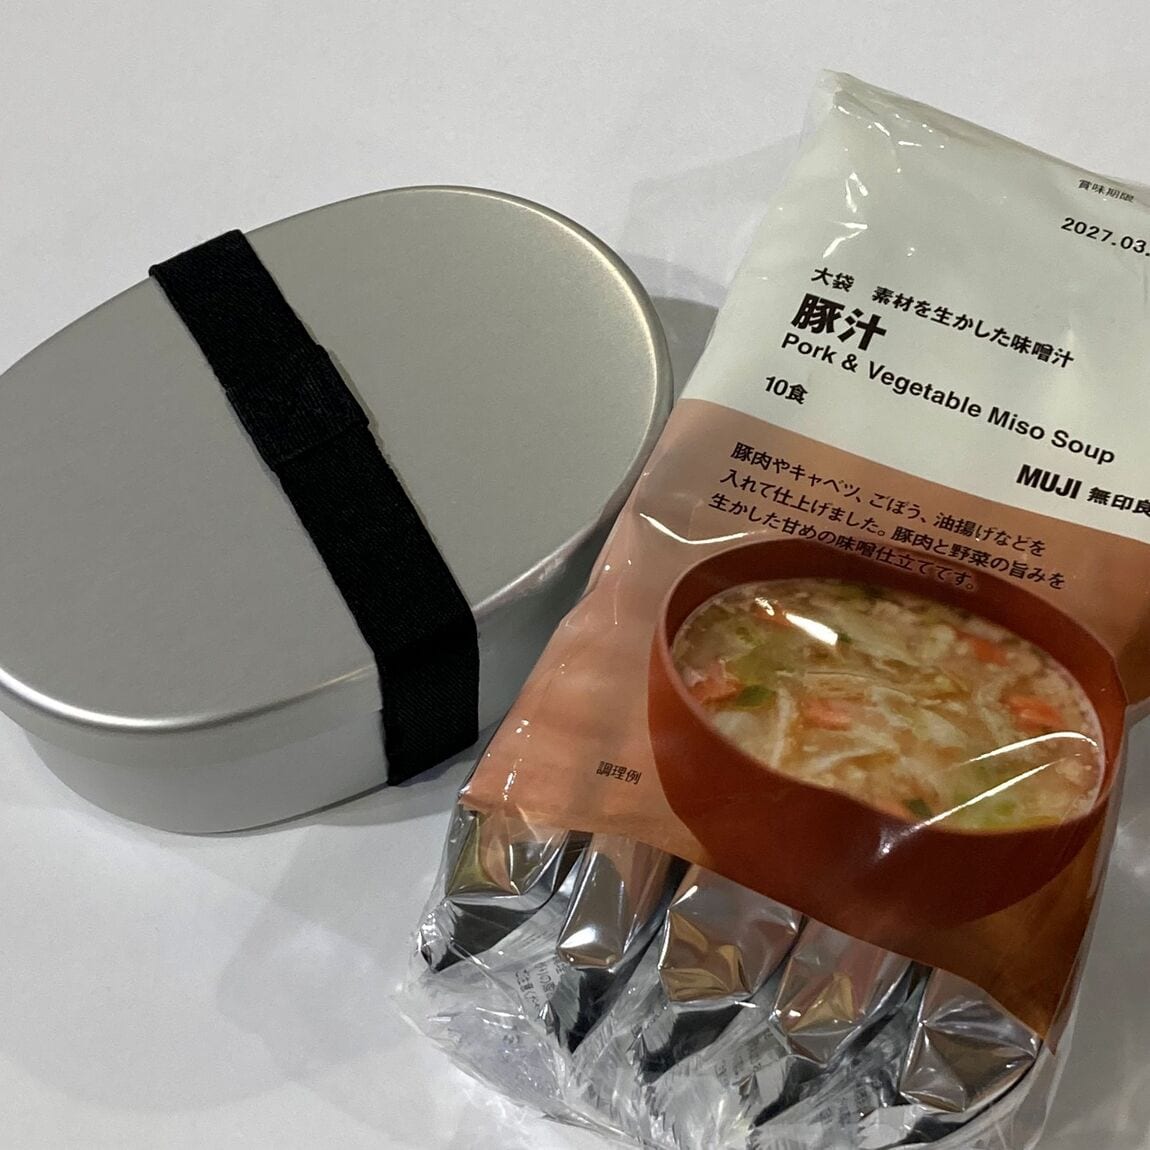 賞味期限
2027.03.
大袋 素材を生かした味噌汁
豚汁
Pork & Vegetable Miso Soup
10食
MUJI 無印良
豚肉やキャベツ、ごぼう、油揚げなどを
入れて仕上げました。豚肉と野菜の旨みを
生かした甘めの味噌仕立てです。
調理例